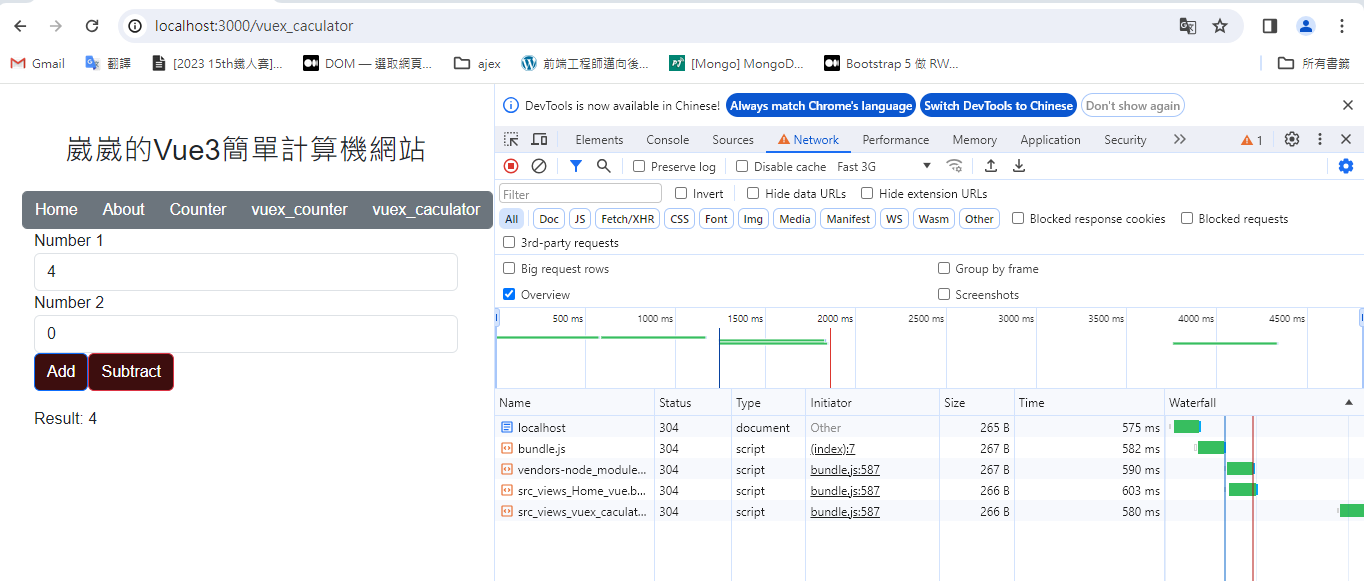 localhost:3000/vuex_caculator
Gmail 翻譯 [2023 15th鐵人賽]... DOM — 選取網頁... ajex 前端工程師邁向後... [Mongo] MongoD... Bootstrap 5 做 RW... 所有書籤
崴崴的Vue3簡單計算機網站
Home About Counter vuex_counter vuex_caculator
Number 1
4
Number 2
0
Add Subtract
Result: 4
DevTools is now available in Chinese! Always match Chrome's language Switch DevTools to Chinese Don't show again
Elements Console Sources Network Performance Memory Application Security 1
Preserve log Disable cache Fast 3G
Filter Invert Hide data URLs Hide extension URLs
All Doc JS Fetch/XHR CSS Font Img Media Manifest WS Wasm Other Blocked response cookies Blocked requests
3rd-party requests
Big request rows Group by frame
Overview Screenshots
500 ms 1000 ms 1500 ms 2000 ms 2500 ms 3000 ms 3500 ms 4000 ms 4500 ms
Name Status Type Initiator Size Time Waterfall
localhost 304 document Other 265 B 575 ms
bundle.js 304 script (index):7 267 B 582 ms
vendors-node_module... 304 script bundle.js:587 267 B 590 ms
src_views_Home_vue.b... 304 script bundle.js:587 266 B 603 ms
src_views_vuex_caculat... 304 script bundle.js:587 266 B 580 ms